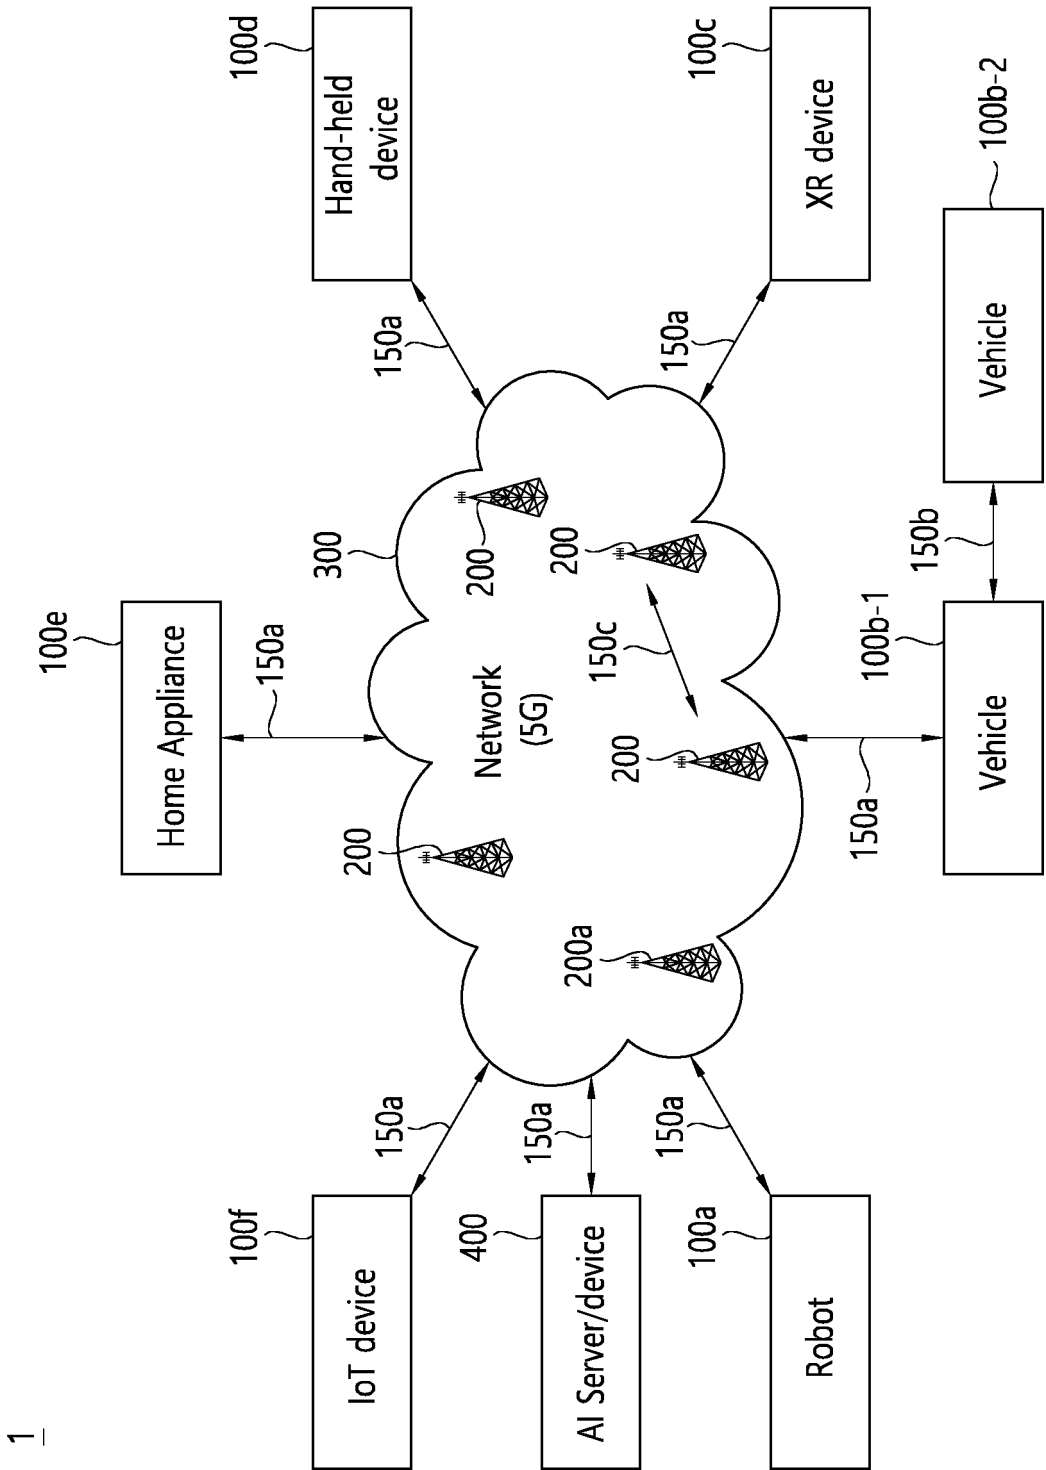 1
100e
Home Appliance
150a
300
100f
IoT device
150a
100d
Hand-held
device
150a
200
200
Network
(5G)
400
AI Server/device
150a
200a
200
150c
200
100a
Robot
150a
100c
XR device
150a
150a
100b-1
Vehicle
150b
100b-2
Vehicle